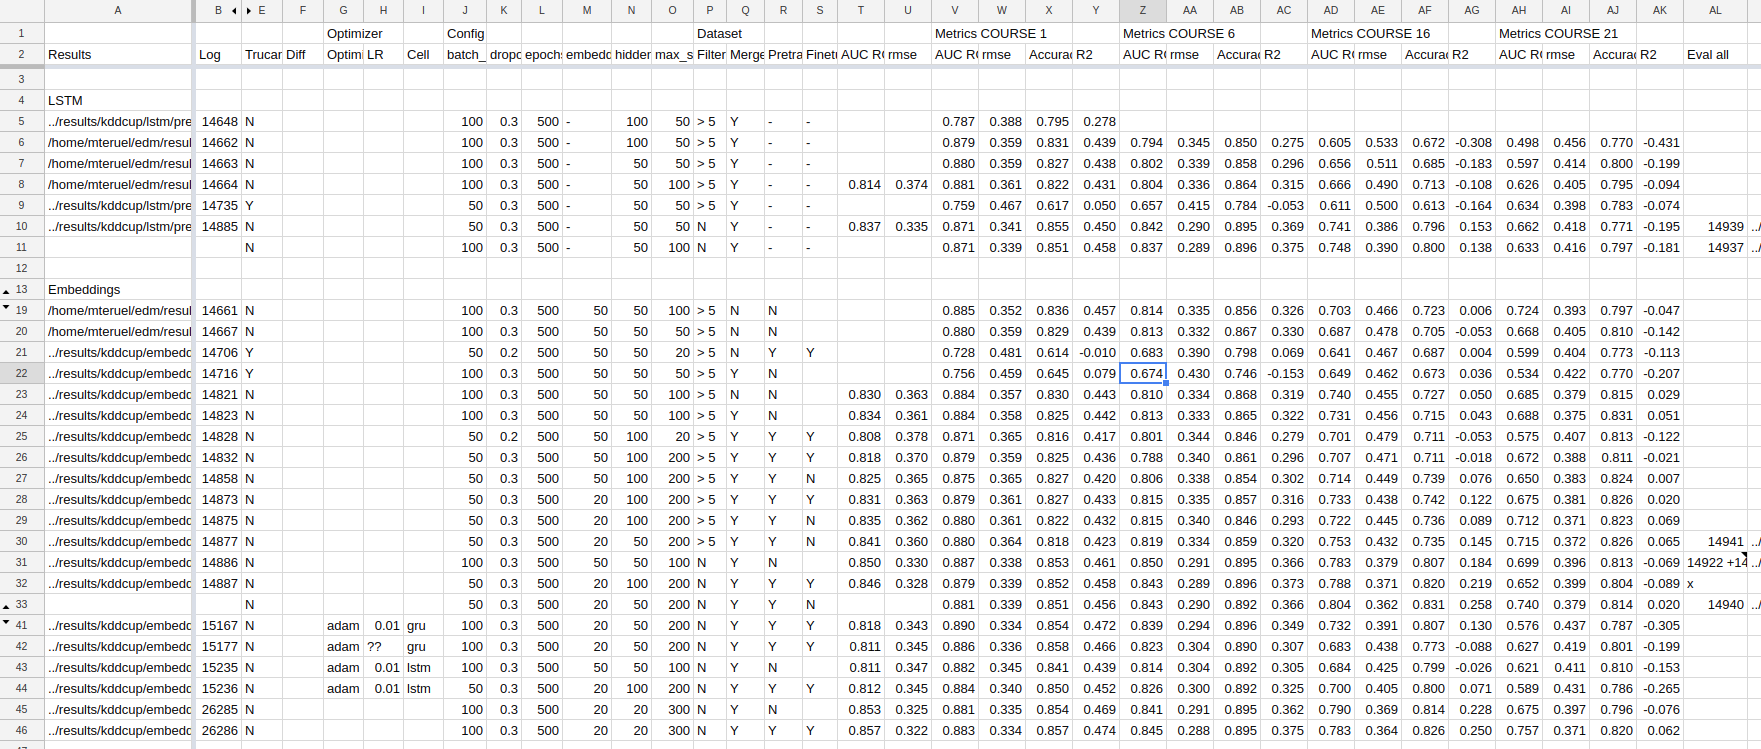 A B E F G H I J K L M N O P Q R S T U V W X Y Z AA AB AC AD AE AF AG AH AI AJ AK AL
1 Optimizer Config Dataset Metrics COURSE 1 Metrics COURSE 6 Metrics COURSE 16 Metrics COURSE 21
2 Results Log Trucar Diff Optimi LR Cell batch_ dropo epochs embedd hidden max_s Filter Merge Pretra Finetu AUC RO rmse AUC RO rmse Accurac R2 AUC RO rmse Accurac R2 AUC RO rmse Accurac R2 AUC RO rmse Accurac R2 Eval all
3
4 LSTM
5 ../results/kddcup/lstm/pre 14648 N 100 0.3 500 - 100 50 > 5 Y - - 0.787 0.388 0.795 0.278
6 /home/mteruel/edm/resul 14662 N 100 0.3 500 - 100 50 > 5 Y - - 0.879 0.359 0.831 0.439 0.794 0.345 0.850 0.275 0.605 0.533 0.672 -0.308 0.498 0.456 0.770 -0.431
7 /home/mteruel/edm/resul 14663 N 100 0.3 500 - 50 50 > 5 Y - - 0.880 0.359 0.827 0.438 0.802 0.339 0.858 0.296 0.656 0.511 0.685 -0.183 0.597 0.414 0.800 -0.199
8 /home/mteruel/edm/resul 14664 N 100 0.3 500 - 50 100 > 5 Y - - 0.814 0.374 0.881 0.361 0.822 0.431 0.804 0.336 0.864 0.315 0.666 0.490 0.713 -0.108 0.626 0.405 0.795 -0.094
9 ../results/kddcup/lstm/pre 14735 Y 50 0.3 500 - 50 50 > 5 Y - - 0.759 0.467 0.617 0.050 0.657 0.415 0.784 -0.053 0.611 0.500 0.613 -0.164 0.634 0.398 0.783 -0.074
10 ../results/kddcup/lstm/pre 14885 N 50 0.3 500 - 50 50 N Y - - 0.837 0.335 0.871 0.341 0.855 0.450 0.842 0.290 0.895 0.369 0.741 0.386 0.796 0.153 0.662 0.418 0.771 -0.195 14939 ../
11 N 100 0.3 500 - 50 100 N Y - - 0.871 0.339 0.851 0.458 0.837 0.289 0.896 0.375 0.748 0.390 0.800 0.138 0.633 0.416 0.797 -0.181 14937 ../
12
13 Embeddings
19 /home/mteruel/edm/resul 14661 N 100 0.3 500 50 50 100 > 5 N N 0.885 0.352 0.836 0.457 0.814 0.335 0.856 0.326 0.703 0.466 0.723 0.006 0.724 0.393 0.797 -0.047
20 /home/mteruel/edm/resul 14667 N 100 0.3 500 50 50 50 > 5 N N 0.880 0.359 0.829 0.439 0.813 0.332 0.867 0.330 0.687 0.478 0.705 -0.053 0.668 0.405 0.810 -0.142
21 ../results/kddcup/embedd 14706 Y 50 0.2 500 50 50 20 > 5 N Y Y 0.728 0.481 0.614 -0.010 0.683 0.390 0.798 0.069 0.641 0.467 0.687 0.004 0.599 0.404 0.773 -0.113
22 ../results/kddcup/embedd 14716 Y 100 0.3 500 50 50 50 > 5 Y N 0.756 0.459 0.645 0.079 0.674 0.430 0.746 -0.153 0.649 0.462 0.673 0.036 0.534 0.422 0.770 -0.207
23 ../results/kddcup/embedd 14821 N 100 0.3 500 50 50 100 > 5 N N 0.830 0.363 0.884 0.357 0.830 0.443 0.810 0.334 0.868 0.319 0.740 0.455 0.727 0.050 0.685 0.379 0.815 0.029
24 ../results/kddcup/embedd 14823 N 100 0.3 500 50 50 100 > 5 Y N 0.834 0.361 0.884 0.358 0.825 0.442 0.813 0.333 0.865 0.322 0.731 0.456 0.715 0.043 0.688 0.375 0.831 0.051
25 ../results/kddcup/embedd 14828 N 50 0.2 500 50 100 20 > 5 Y Y Y 0.808 0.378 0.871 0.365 0.816 0.417 0.801 0.344 0.846 0.279 0.701 0.479 0.711 -0.053 0.575 0.407 0.813 -0.122
26 ../results/kddcup/embedd 14832 N 50 0.3 500 50 100 200 > 5 Y Y Y 0.818 0.370 0.879 0.359 0.825 0.436 0.788 0.340 0.861 0.296 0.707 0.471 0.711 -0.018 0.672 0.388 0.811 -0.021
27 ../results/kddcup/embedd 14858 N 50 0.3 500 50 100 200 > 5 Y Y N 0.825 0.365 0.875 0.365 0.827 0.420 0.806 0.338 0.854 0.302 0.714 0.449 0.739 0.076 0.650 0.383 0.824 0.007
28 ../results/kddcup/embedd 14873 N 50 0.3 500 20 100 200 > 5 Y Y Y 0.831 0.363 0.879 0.361 0.827 0.433 0.815 0.335 0.857 0.316 0.733 0.438 0.742 0.122 0.675 0.381 0.826 0.020
29 ../results/kddcup/embedd 14875 N 50 0.3 500 20 100 200 > 5 Y Y N 0.835 0.362 0.880 0.361 0.822 0.432 0.815 0.340 0.846 0.293 0.722 0.445 0.736 0.089 0.712 0.371 0.823 0.069
30 ../results/kddcup/embedd 14877 N 50 0.3 500 20 50 200 > 5 Y Y N 0.841 0.360 0.880 0.364 0.818 0.423 0.819 0.334 0.859 0.320 0.753 0.432 0.735 0.145 0.715 0.372 0.826 0.065 14941 ../
31 ../results/kddcup/embedd 14886 N 100 0.3 500 50 50 100 N Y N 0.850 0.330 0.887 0.338 0.853 0.461 0.850 0.291 0.895 0.366 0.783 0.379 0.807 0.184 0.699 0.396 0.813 -0.069 14922 +14 ../
32 ../results/kddcup/embedd 14887 N 50 0.3 500 20 100 200 N Y Y Y 0.846 0.328 0.879 0.339 0.852 0.458 0.843 0.289 0.896 0.373 0.788 0.371 0.820 0.219 0.652 0.399 0.804 -0.089 x
33 N 50 0.3 500 20 50 200 N Y Y N 0.881 0.339 0.851 0.456 0.843 0.290 0.892 0.366 0.804 0.362 0.831 0.258 0.740 0.379 0.814 0.020 14940 ../
41 ../results/kddcup/embedd 15167 N adam 0.01 gru 100 0.3 500 20 50 200 N Y Y Y 0.818 0.343 0.890 0.334 0.854 0.472 0.839 0.294 0.896 0.349 0.732 0.391 0.807 0.130 0.576 0.437 0.787 -0.305
42 ../results/kddcup/embedd 15177 N adam ?? gru 100 0.3 500 20 50 200 N Y Y Y 0.811 0.345 0.886 0.336 0.858 0.466 0.823 0.304 0.890 0.307 0.683 0.438 0.773 -0.088 0.627 0.419 0.801 -0.199
43 ../results/kddcup/embedd 15235 N adam 0.01 lstm 100 0.3 500 50 50 100 N Y N 0.811 0.347 0.882 0.345 0.841 0.439 0.814 0.304 0.892 0.305 0.684 0.425 0.799 -0.026 0.621 0.411 0.810 -0.153
44 ../results/kddcup/embedd 15236 N adam 0.01 lstm 50 0.3 500 20 100 200 N Y Y Y 0.812 0.345 0.884 0.340 0.850 0.452 0.826 0.300 0.892 0.325 0.700 0.405 0.800 0.071 0.589 0.431 0.786 -0.265
45 ../results/kddcup/embedd 26285 N 100 0.3 500 20 20 300 N Y N 0.853 0.325 0.881 0.335 0.854 0.469 0.841 0.291 0.895 0.362 0.790 0.369 0.814 0.228 0.675 0.397 0.796 -0.076
46 ../results/kddcup/embedd 26286 N 100 0.3 500 20 20 300 N Y Y Y 0.857 0.322 0.883 0.334 0.857 0.474 0.845 0.288 0.895 0.375 0.783 0.364 0.826 0.250 0.757 0.371 0.820 0.062